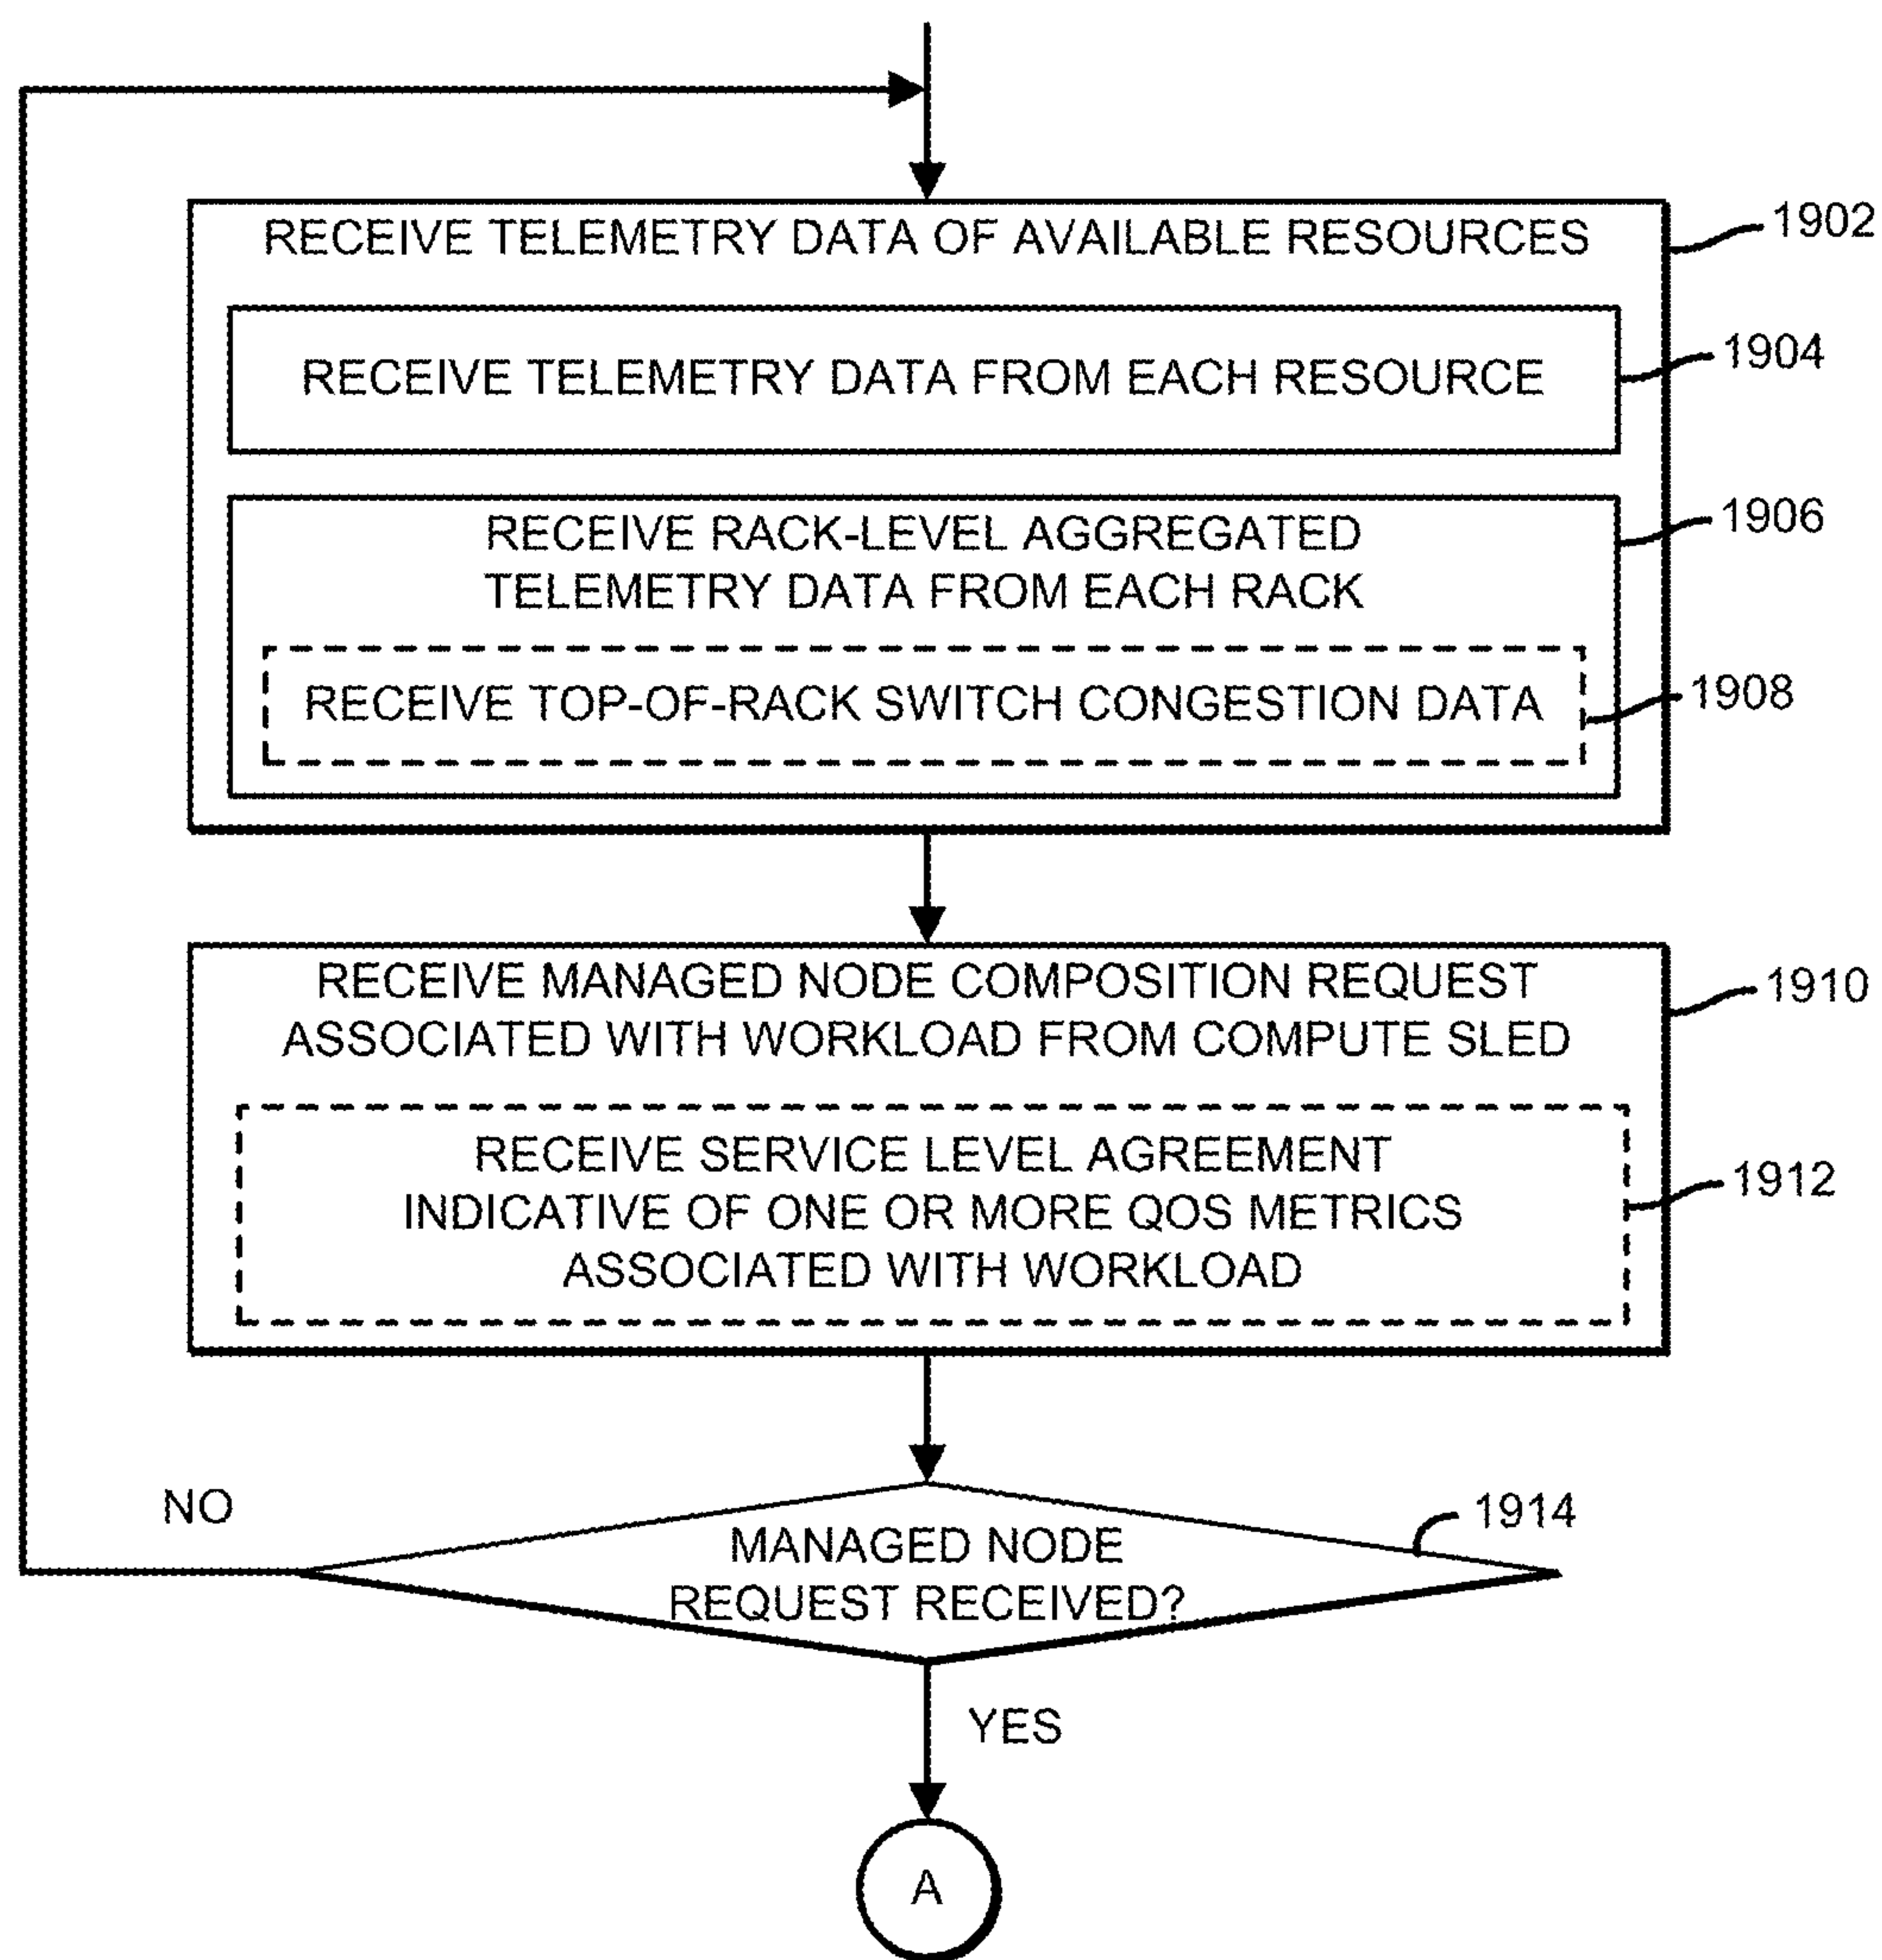 RECEIVE TELEMETRY DATA OF AVAILABLE RESOURCES
1902
RECEIVE TELEMETRY DATA FROM EACH RESOURCE
1904
RECEIVE RACK-LEVEL AGGREGATED
TELEMETRY DATA FROM EACH RACK
1906
RECEIVE TOP-OF-RACK SWITCH CONGESTION DATA
1908
RECEIVE MANAGED NODE COMPOSITION REQUEST
ASSOCIATED WITH WORKLOAD FROM COMPUTE SLED
1910
RECEIVE SERVICE LEVEL AGREEMENT
INDICATIVE OF ONE OR MORE QOS METRICS
ASSOCIATED WITH WORKLOAD
1912
NO
MANAGED NODE
REQUEST RECEIVED?
1914
YES
A